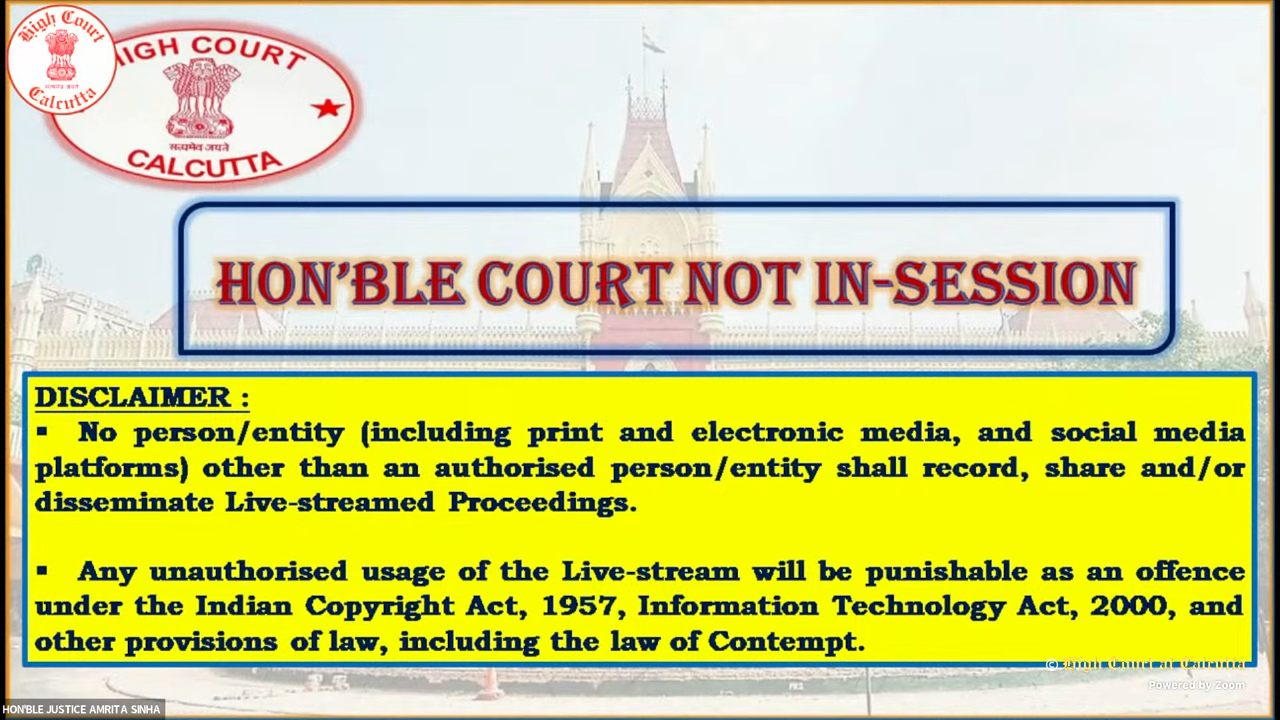 High Court
सत्यमेव जयते
Calcutta
HIGH COURT
सत्यमेव जयते
CALCUTTA
HON'BLE COURT NOT IN-SESSION
DISCLAIMER :
▪ No person/entity (including print and electronic media, and social media
platforms) other than an authorised person/entity shall record, share and/or
disseminate Live-streamed Proceedings.
▪ Any unauthorised usage of the Live-stream will be punishable as an offence
under the Indian Copyright Act, 1957, Information Technology Act, 2000, and
other provisions of law, including the law of Contempt.
© High Court at Calcutta
Powered by Zoom
HON'BLE JUSTICE AMRITA SINHA